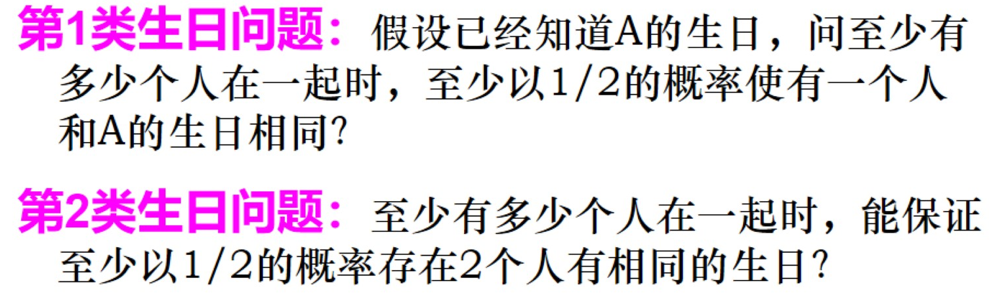 第1类生日问题：假设已经知道A的生日，问至少有
多少个人在一起时，至少以1/2的概率使有一个人
和A的生日相同？
第2类生日问题：至少有多少个人在一起时，能保证
至少以1/2的概率存在2个人有相同的生日？